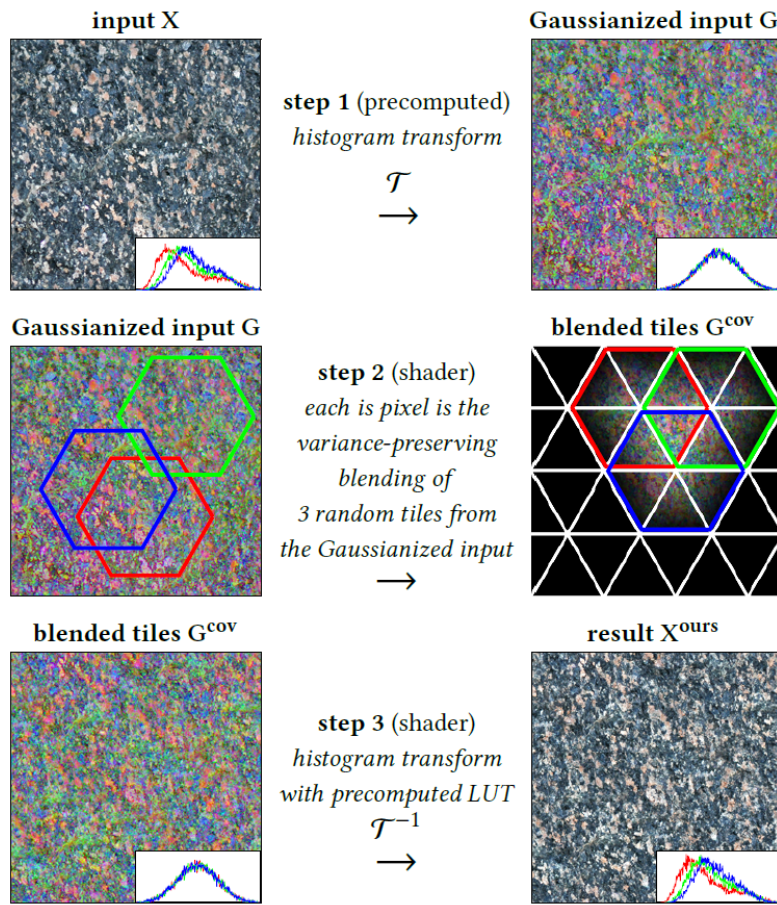 input X
Gaussianized input G
step 1 (precomputed)
histogram transform
𝒯
→
Gaussianized input G
step 2 (shader)
each is pixel is the
variance-preserving
blending of
3 random tiles from
the Gaussianized input
→
blended tiles G^cov
blended tiles G^cov
step 3 (shader)
histogram transform
with precomputed LUT
𝒯⁻¹
→
result X^ours